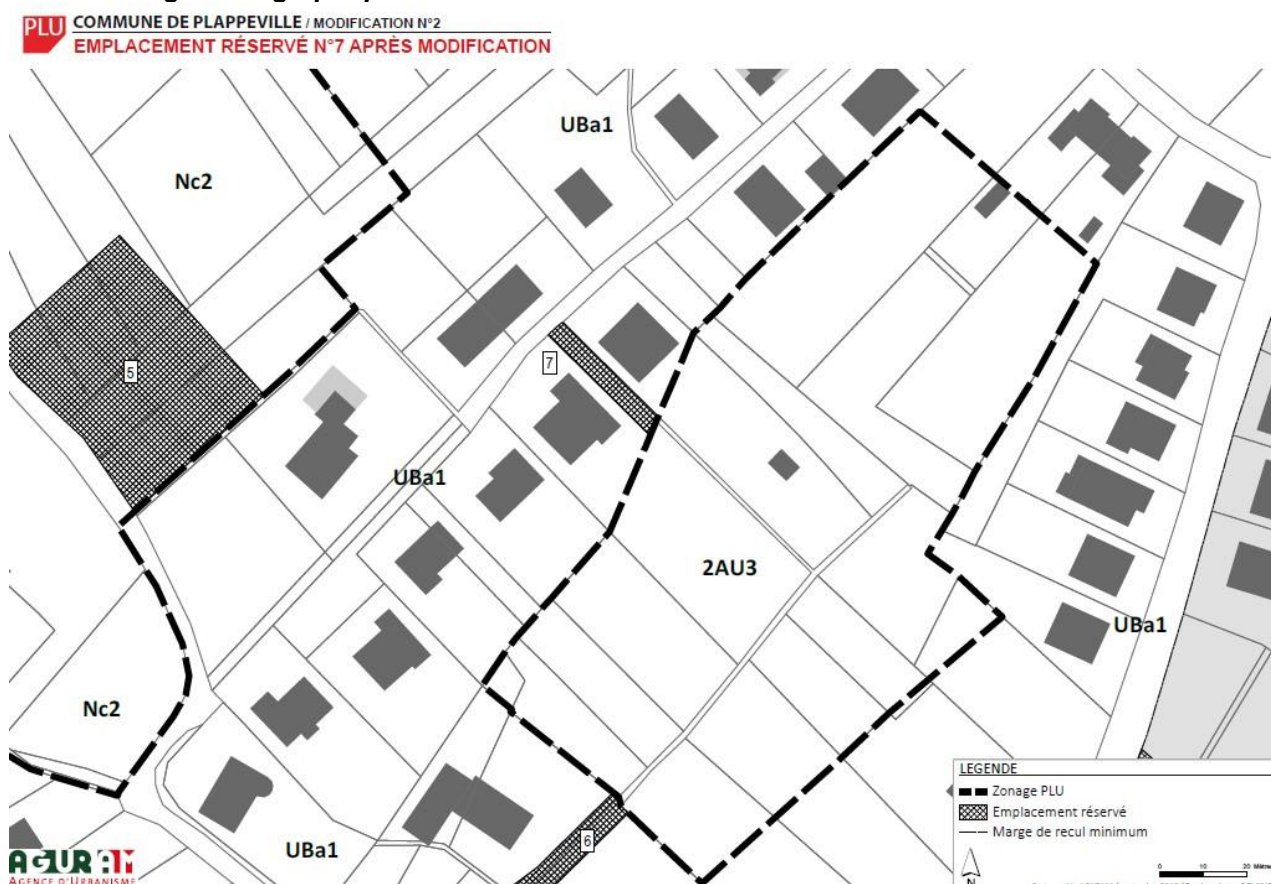 PLU COMMUNE DE PLAPPEVILLE / MODIFICATION N°2
EMPLACEMENT RÉSERVÉ N°7 APRÈS MODIFICATION
UBa1
Nc2
5
7
UBa1
2AU3
UBa1
Nc2
6
UBa1
LEGENDE
Zonage PLU
Emplacement réservé
Marge de recul minimum
N
0 10 20 Mètres
AGURAM
AGENCE D'URBANISME